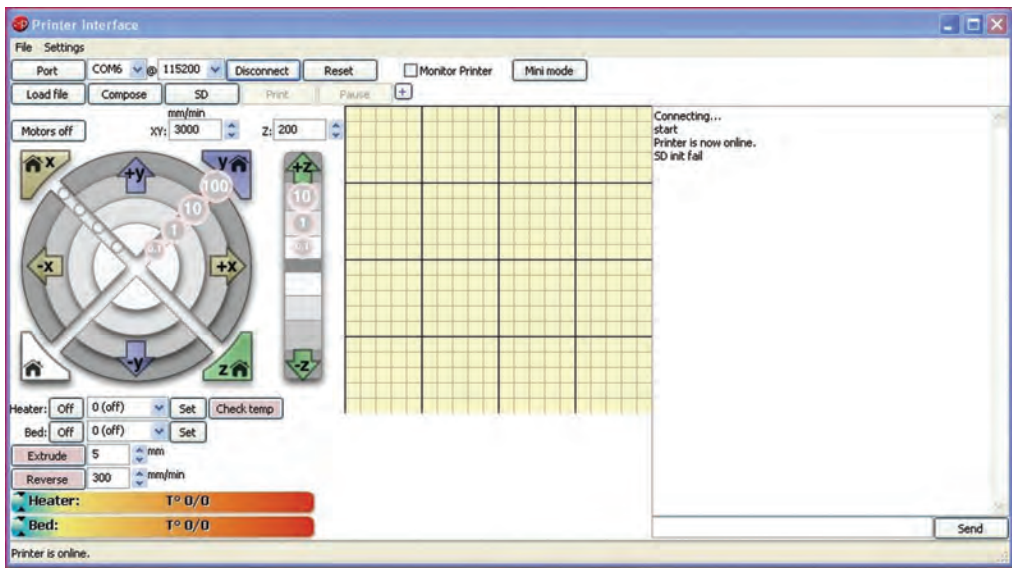 Printer Interface
File Settings
Port COM6 @ 115200 Disconnect Reset Monitor Printer Mini mode
Load file Compose SD Print Pause +
mm/min
Motors off XY: 3000 Z: 200
x +y y +z
100 10
10 1
1 0.1
0.1
-x +x
-y z -z
Heater: Off 0 (off) Set Check temp
Bed: Off 0 (off) Set
Extrude 5 mm
Reverse 300 mm/min
Heater: T° 0/0
Bed: T° 0/0
Connecting...
start
Printer is now online.
SD init fail
Send
Printer is online.